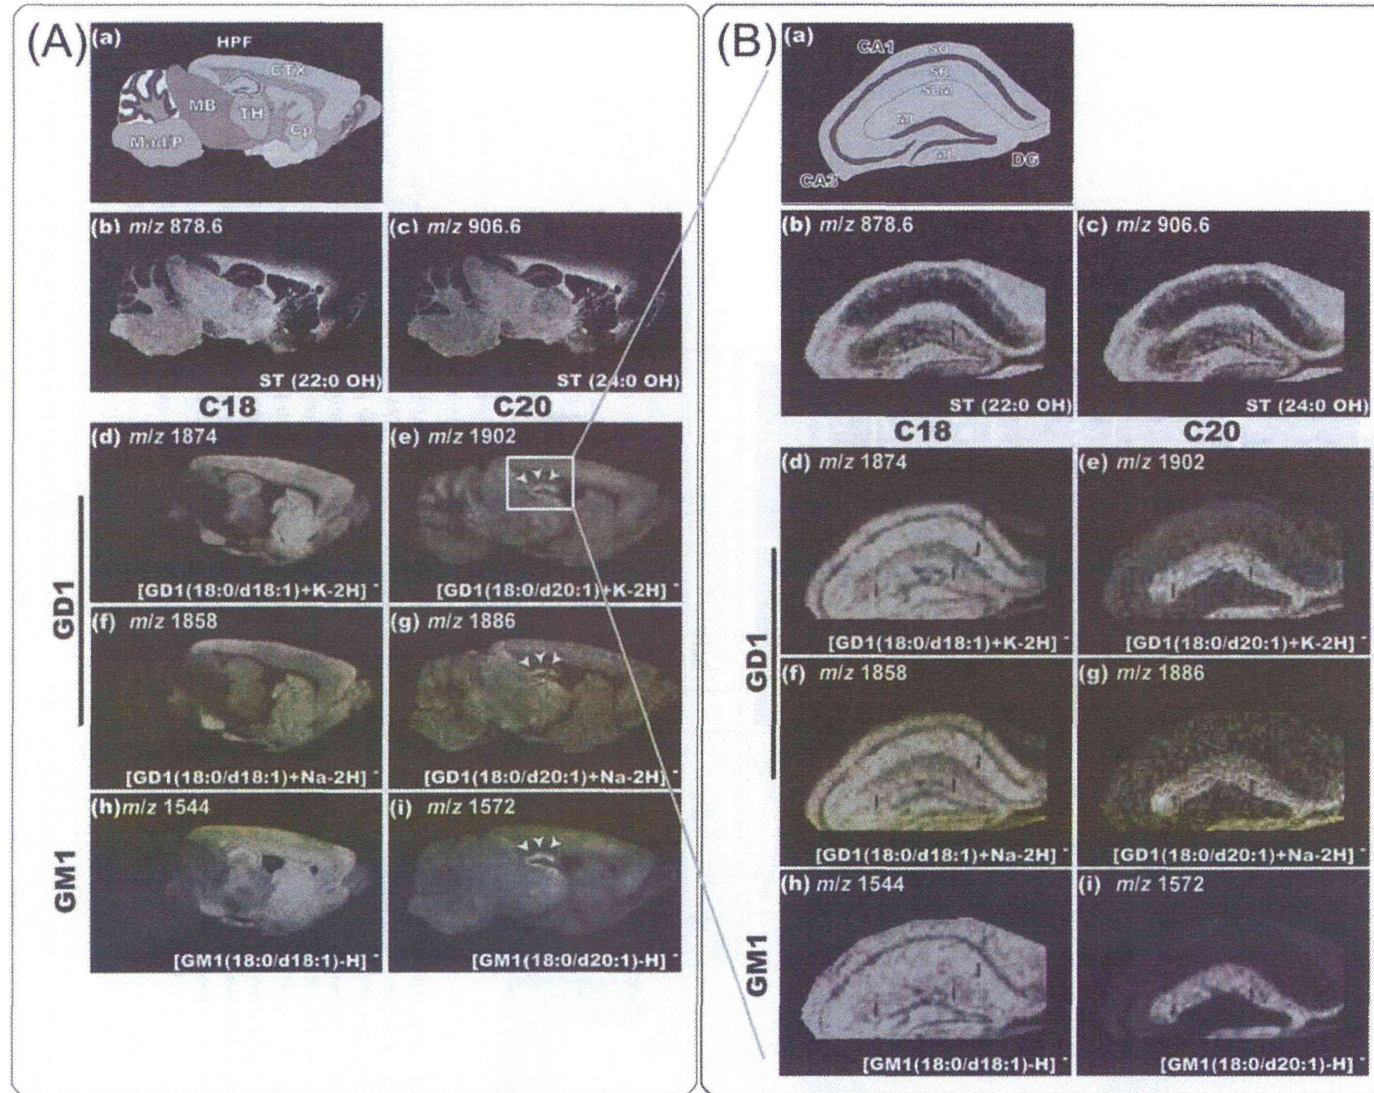 (A)
(a)
HPF
CTX
MB
TH
Cp
(b) m/z 878.6
(c) m/z 906.6
ST (22:0 OH)
ST (24:0 OH)
C18
C20
GD1
(d) m/z 1874
(e) m/z 1902
[GD1(18:0/d18:1)+K-2H]⁻
[GD1(18:0/d20:1)+K-2H]⁻
(f) m/z 1858
(g) m/z 1886
[GD1(18:0/d18:1)+Na-2H]⁻
[GD1(18:0/d20:1)+Na-2H]⁻
GM1
(h) m/z 1544
(i) m/z 1572
[GM1(18:0/d18:1)-H]⁻
[GM1(18:0/d20:1)-H]⁻
(B)
(a)
CA1
SO
SR
SLM
ML
ML
DG
CA3
(b) m/z 878.6
(c) m/z 906.6
ST (22:0 OH)
ST (24:0 OH)
C18
C20
GD1
(d) m/z 1874
(e) m/z 1902
[GD1(18:0/d18:1)+K-2H]⁻
[GD1(18:0/d20:1)+K-2H]⁻
(f) m/z 1858
(g) m/z 1886
[GD1(18:0/d18:1)+Na-2H]⁻
[GD1(18:0/d20:1)+Na-2H]⁻
GM1
(h) m/z 1544
(i) m/z 1572
[GM1(18:0/d18:1)-H]⁻
[GM1(18:0/d20:1)-H]⁻